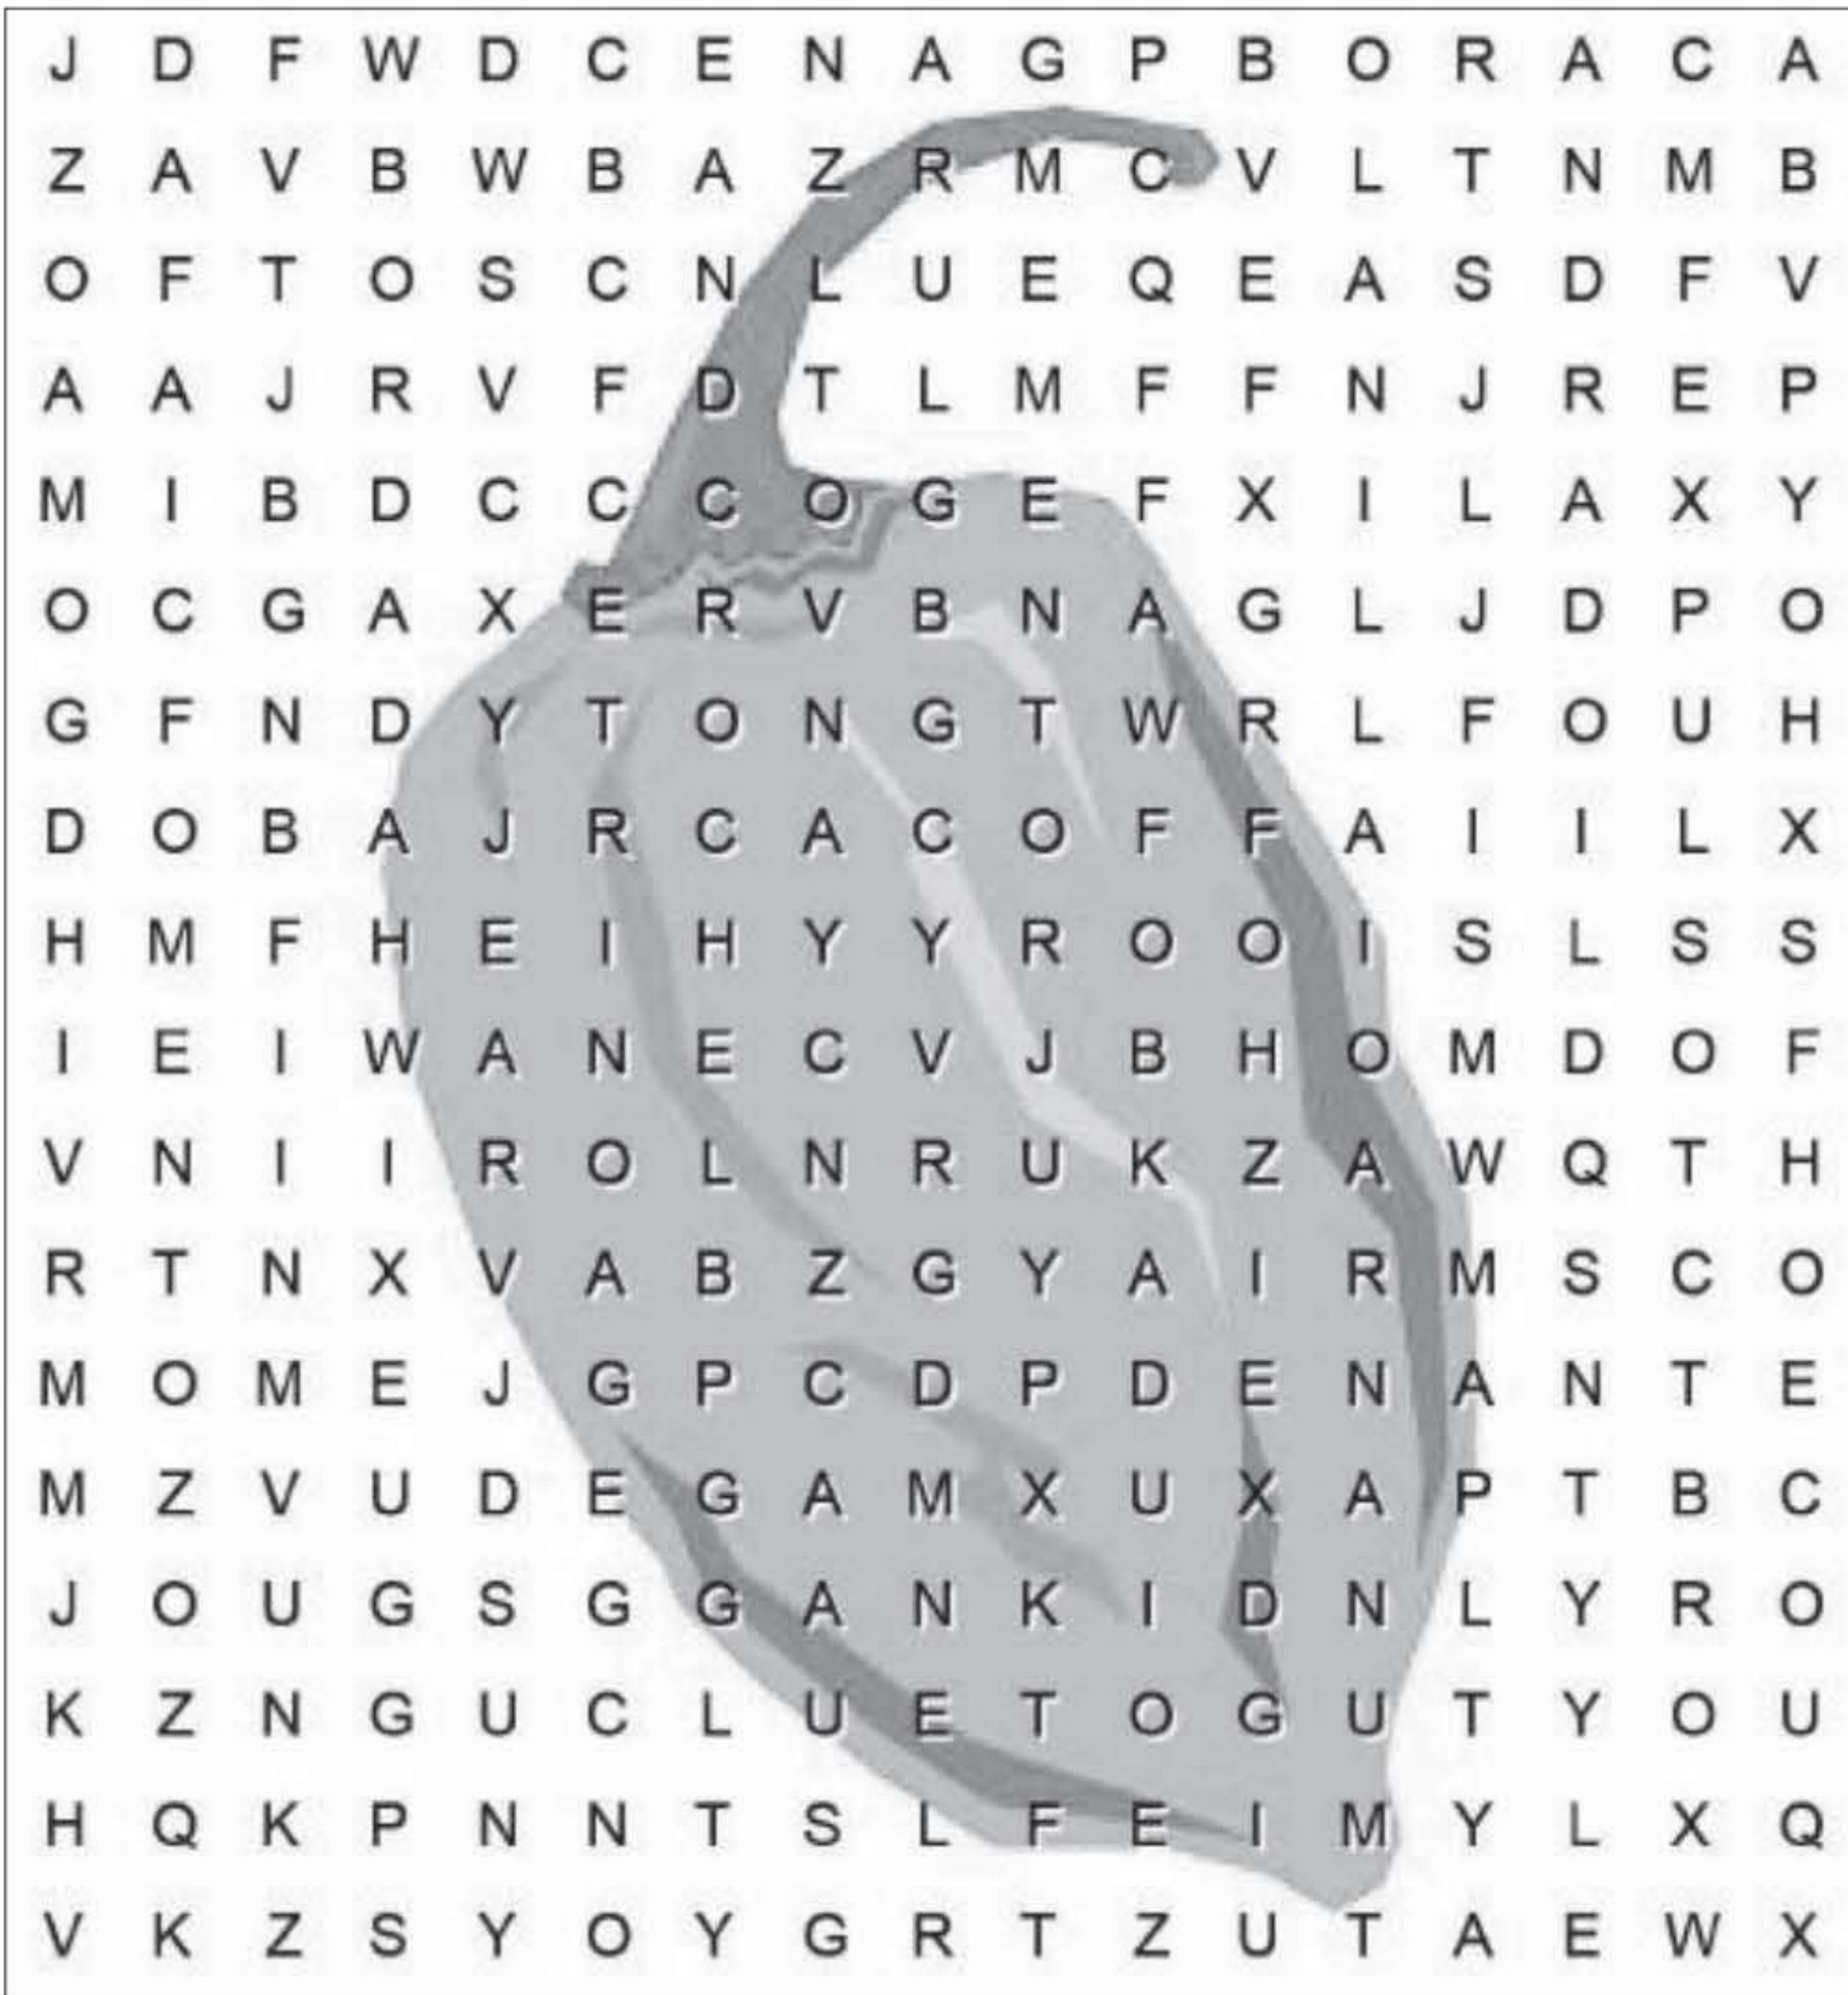 J D F W D C E N A G P B O R A C A
Z A V B W B A Z R M C V L T N M B
O F T O S C N L U E Q E A S D F V
A A J R V F D T L M F F N J R E P
M I B D C C C O G E F X I L A X Y
O C G A X E R V B N A G L J D P O
G F N D Y T O N G T W R L F O U H
D O B A J R C A C O F F A I I L X
H M F H E I H Y Y R O O I S L S S
I E I W A N E C V J B H O M D O F
V N I I R O L N R U K Z A W Q T H
R T N X V A B Z G Y A I R M S C O
M O M E J G P C D P D E N A N T E
M Z V U D E G A M X U X A P T B C
J O U G S G G A N K I D N L Y R O
K Z N G U C L U E T O G U T Y O U
H Q K P N N T S L F E I M Y L X Q
V K Z S Y O Y G R T Z U T A E W X